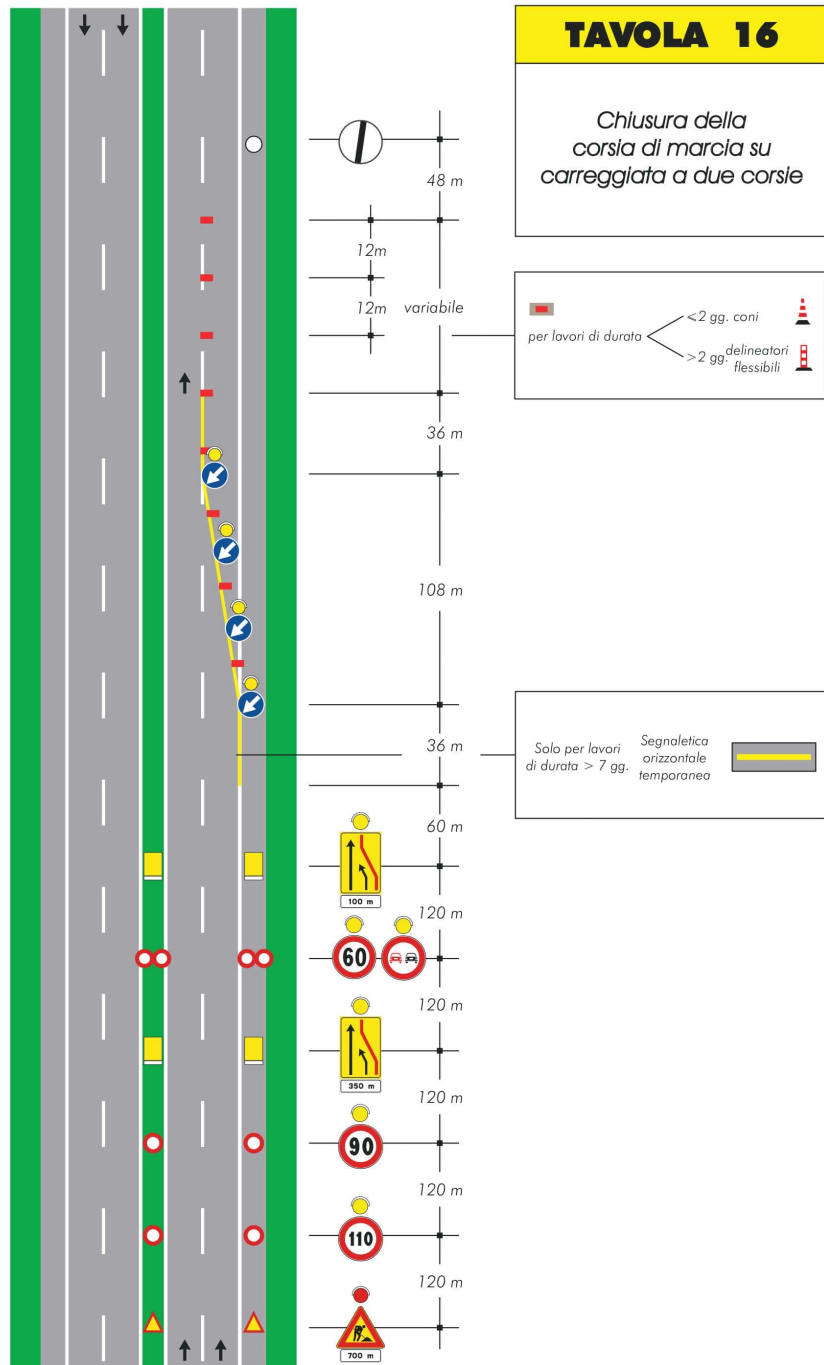 TAVOLA 16
Chiusura della
corsia di marcia su
carreggiata a due corsie
48 m
12m
12m
variabile
per lavori di durata
<2 gg. coni
>2 gg. delineatori
flessibili
36 m
108 m
36 m
Solo per lavori
di durata > 7 gg.
Segnaletica
orizzontale
temporanea
60 m
100 m
120 m
60
120 m
350 m
120 m
90
120 m
110
120 m
700 m